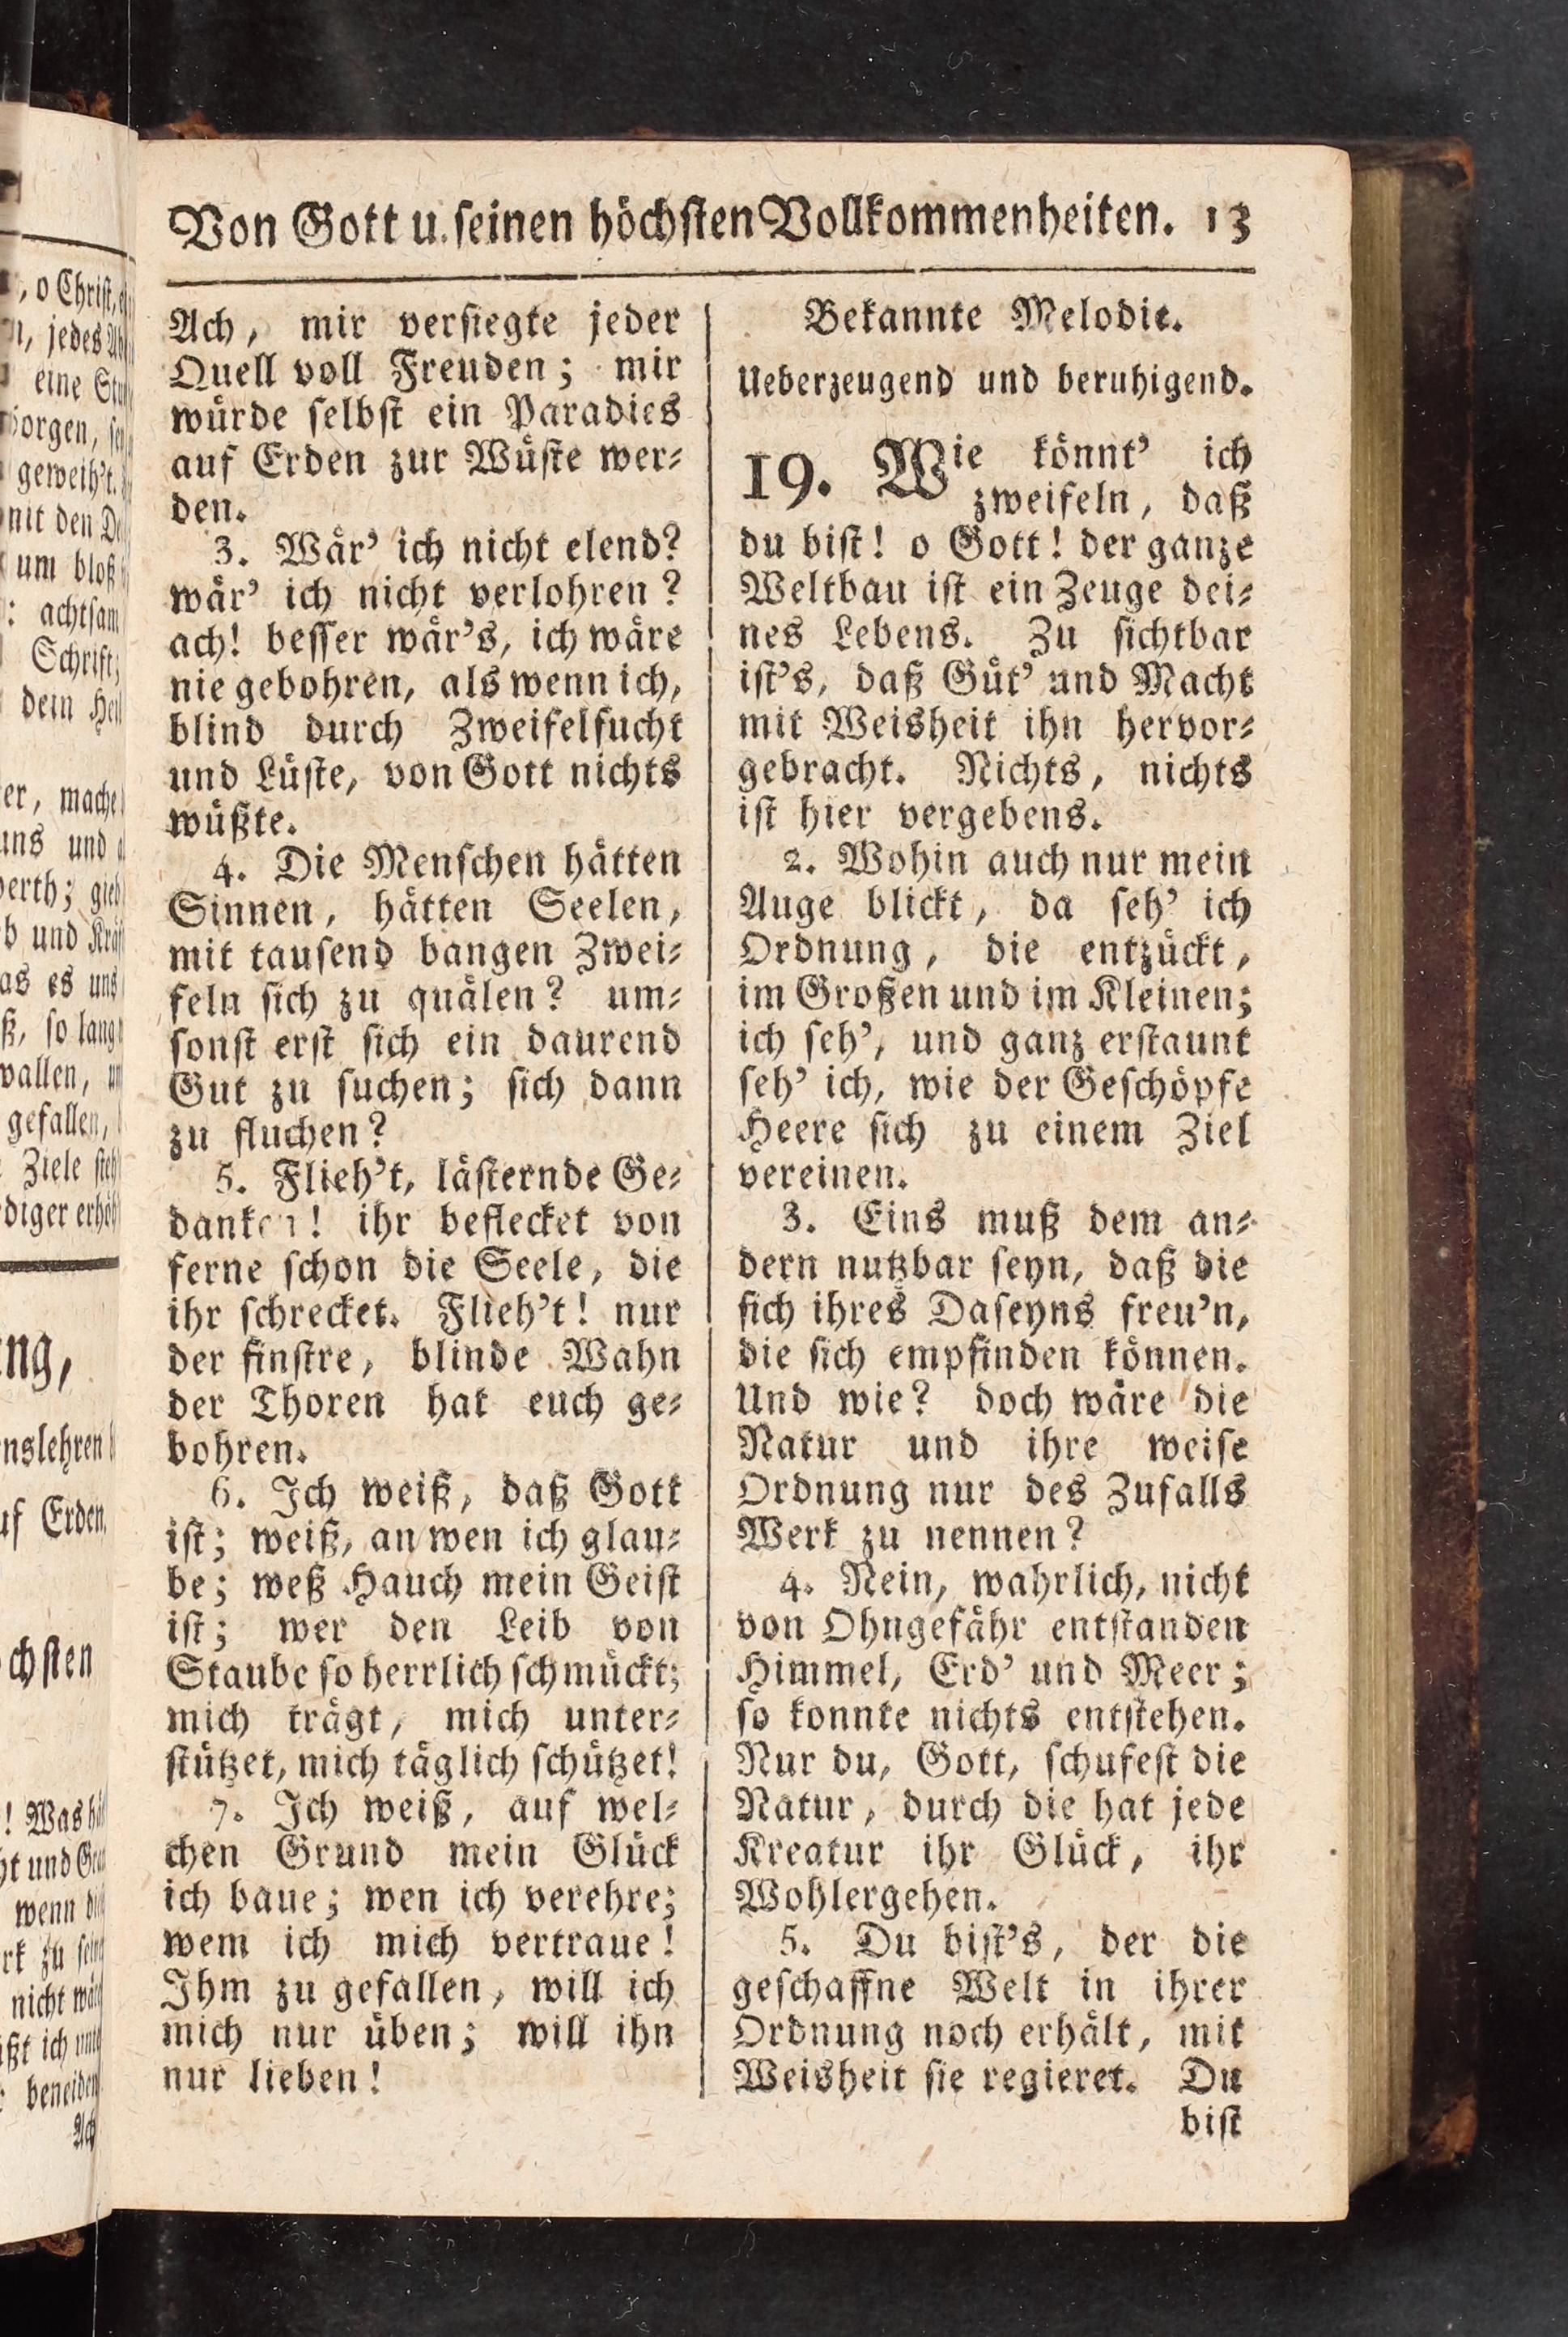 Von Gott u. seinen höchsten Vollkommenheiten. 13
Ach, mir versiegte jeder
Quell voll Freuden; mir
würde selbst ein Paradies
auf Erden zur Wüste wer-
den.
3. Wär' ich nicht elend?
wär' ich nicht verlohren?
ach! besser wär's, ich wäre
nie gebohren, als wenn ich,
blind durch Zweifelsucht
und Lüste, von Gott nichts
wüßte.
4. Die Menschen hätten
Sinnen, hätten Seelen,
mit tausend bangen Zwei-
feln sich zu quälen? um-
sonst erst sich ein daurend
Gut zu suchen; sich dann
zu fluchen?
5. Flieh't, lästernde Ge-
danken! ihr beflecket von
ferne schon die Seele, die
ihr schrecket. Flieh't! nur
der finstre, blinde Wahn
der Thoren hat euch ge-
bohren.
6. Ich weiß, daß Gott
ist; weiß, an wen ich glau-
be; weß Hauch mein Geist
ist; wer den Leib von
Staube so herrlich schmückt;
mich trägt, mich unter-
stützet, mich täglich schützet!
7. Ich weiß, auf wel-
chen Grund mein Glück
ich baue; wen ich verehre;
wem ich mich vertraue!
Ihm zu gefallen, will ich
mich nur üben; will ihn
nur lieben!
Bekannte Melodie.
Ueberzeugend und beruhigend.
19. Wie könnt' ich
zweifeln, daß
du bist! o Gott! der ganze
Weltbau ist ein Zeuge dei-
nes Lebens. Zu sichtbar
ist's, daß Güt' und Macht
mit Weisheit ihn hervor-
gebracht. Nichts, nichts
ist hier vergebens.
2. Wohin auch nur mein
Auge blickt, da seh' ich
Ordnung, die entzückt,
im Großen und im Kleinen;
ich seh', und ganz erstaunt
seh' ich, wie der Geschöpfe
Heere sich zu einem Ziel
vereinen.
3. Eins muß dem an-
dern nutzbar seyn, daß die
sich ihres Daseyns freu'n,
die sich empfinden können.
Und wie? doch wäre die
Natur und ihre weise
Ordnung nur des Zufalls
Werk zu nennen?
4. Nein, wahrlich, nicht
von Ohngefähr entstanden
Himmel, Erd' und Meer;
so konnte nichts entstehen.
Nur du, Gott, schufest die
Natur, durch die hat jede
Kreatur ihr Glück, ihr
Wohlergehen.
5. Du bist's, der die
geschaffne Welt in ihrer
Ordnung noch erhält, mit
Weisheit sie regieret. Du
bist